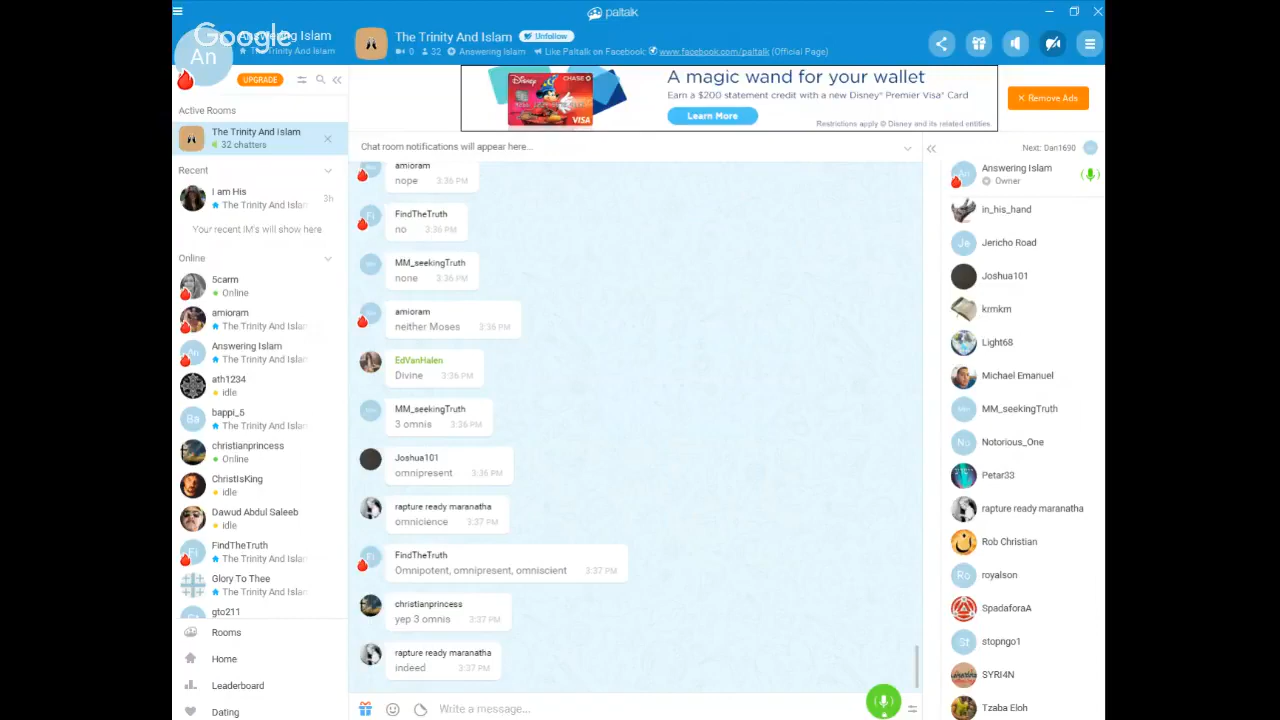 paltalk
Google
Answering Islam
The Trinity And Islam
An
The Trinity And Islam
Unfollow
0 32 Answering Islam Like Paltalk on Facebook: www.facebook.com/paltalk (Official Page)
UPGRADE
Active Rooms
The Trinity And Islam
32 chatters
Recent
I am His
The Trinity And Islam
3h
Your recent IM's will show here
Online
5carm
Online
amioram
The Trinity And Islam
Answering Islam
The Trinity And Islam
ath1234
idle
bappi_5
The Trinity And Islam
christianprincess
Online
ChristIsKing
idle
Dawud Abdul Saleeb
idle
FindTheTruth
The Trinity And Islam
Glory To Thee
The Trinity And Islam
gto211
Rooms
Home
Leaderboard
Dating
Disney CHASE
VISA
A magic wand for your wallet
Earn a $200 statement credit with a new Disney® Premier Visa® Card
Learn More
Restrictions apply © Disney and its related entities.
× Remove Ads
Chat room notifications will appear here...
amioram
nope 3:36 PM
FindTheTruth
no 3:36 PM
MM_seekingTruth
none 3:36 PM
amioram
neither Moses 3:36 PM
EdVanHalen
Divine 3:36 PM
MM_seekingTruth
3 omnis 3:36 PM
Joshua101
omnipresent 3:36 PM
rapture ready maranatha
omnicience 3:37 PM
FindTheTruth
Omnipotent, omnipresent, omniscient 3:37 PM
christianprincess
yep 3 omnis 3:37 PM
rapture ready maranatha
indeed 3:37 PM
Write a message...
Next: Dan1690
Answering Islam
Owner
in_his_hand
Jericho Road
Joshua101
krmkm
Light68
Michael Emanuel
MM_seekingTruth
Notorious_One
Petar33
rapture ready maranatha
Rob Christian
royalson
SpadaforaA
stopngo1
SYRI4N
Tzaba Eloh